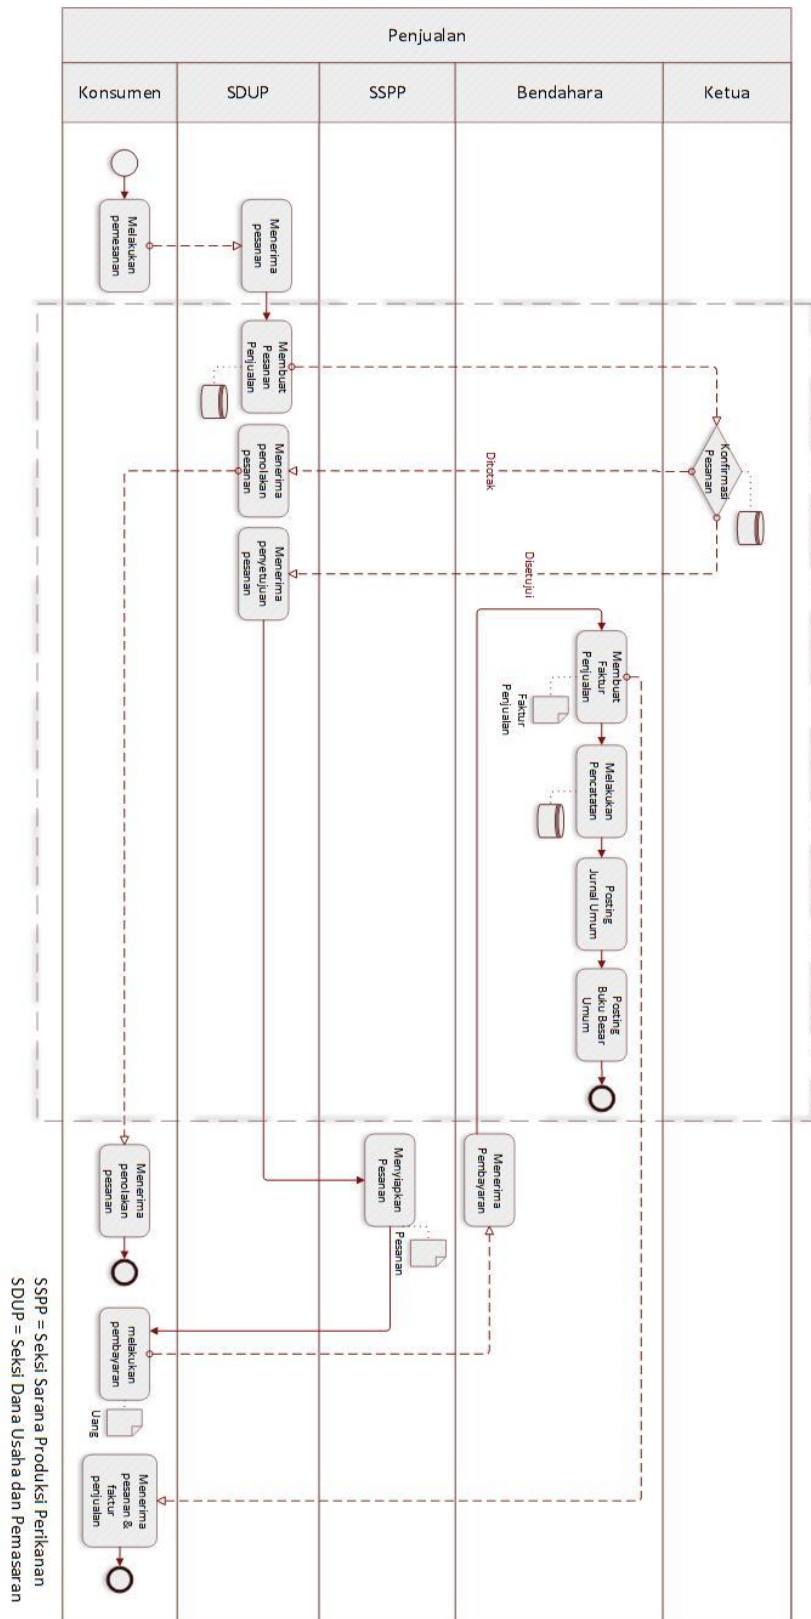 Penjualan
Konsumen
SDUP
SSPP
Bendahara
Ketua
Melakukan
pemesanan
Menerima
pesanan
Membuat
Pesanan
Penjualan
Konfirmasi
Pesanan
Menerima
penolakan
pesanan
Ditotak
Menerima
penyetujuan
pesanan
Disetujui
Membuat
Faktur
Penjualan
Faktur
Penjualan
Melakukan
Pencatatan
Posting
Jurnal Umum
Posting
Buku Besar
Umum
Menerima
penolakan
pesanan
Menyiapkan
Pesanan
Pesanan
Menerima
Pembayaran
melakukan
pembayaran
Uang
Menerima
pesanan &
faktur
penjualan
SSPP = Seksi Sarana Produksi Perikanan
SDUP = Seksi Dana Usaha dan Pemasaran